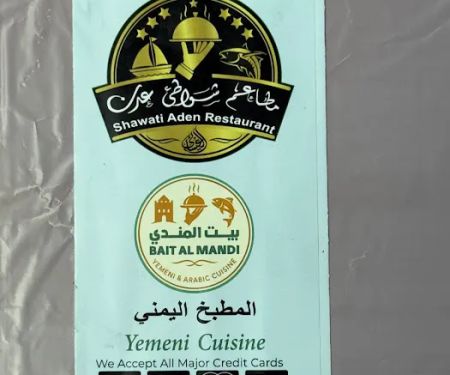 مطاعم شواطئ عدن
Shawati Aden Restaurant
بيت المندي
BAIT AL MANDI
YEMENI & ARABIC CUISINE
المطبخ اليمني
Yemeni Cuisine
We Accept All Major Credit Cards